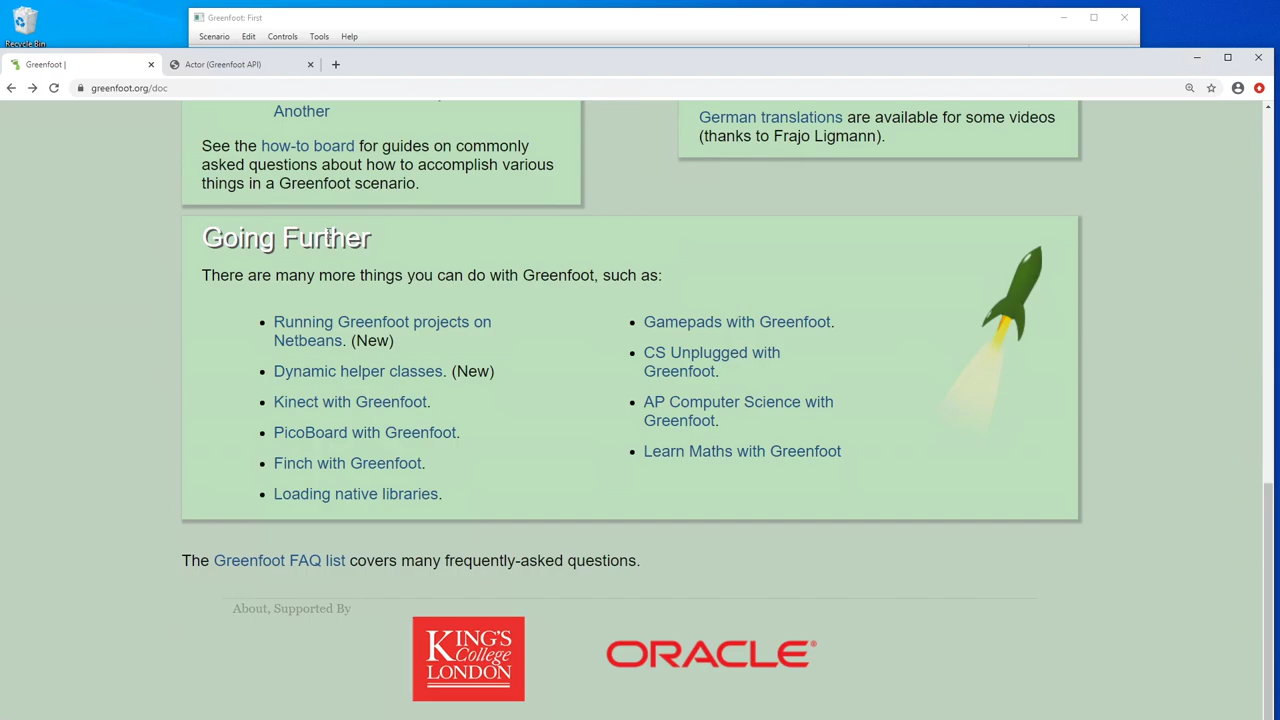 Greenfoot: First
Recycle Bin
Scenario Edit Controls Tools Help
Greenfoot |
Actor (Greenfoot API)
greenfoot.org/doc
Another
See the how-to board for guides on commonly
asked questions about how to accomplish various
things in a Greenfoot scenario.
German translations are available for some videos
(thanks to Frajo Ligmann).
Going Further
There are many more things you can do with Greenfoot, such as:
Running Greenfoot projects on
Netbeans. (New)
Dynamic helper classes. (New)
Kinect with Greenfoot.
PicoBoard with Greenfoot.
Finch with Greenfoot.
Loading native libraries.
Gamepads with Greenfoot.
CS Unplugged with
Greenfoot.
AP Computer Science with
Greenfoot.
Learn Maths with Greenfoot
The Greenfoot FAQ list covers many frequently-asked questions.
About, Supported By
KING'S
College
LONDON
ORACLE®